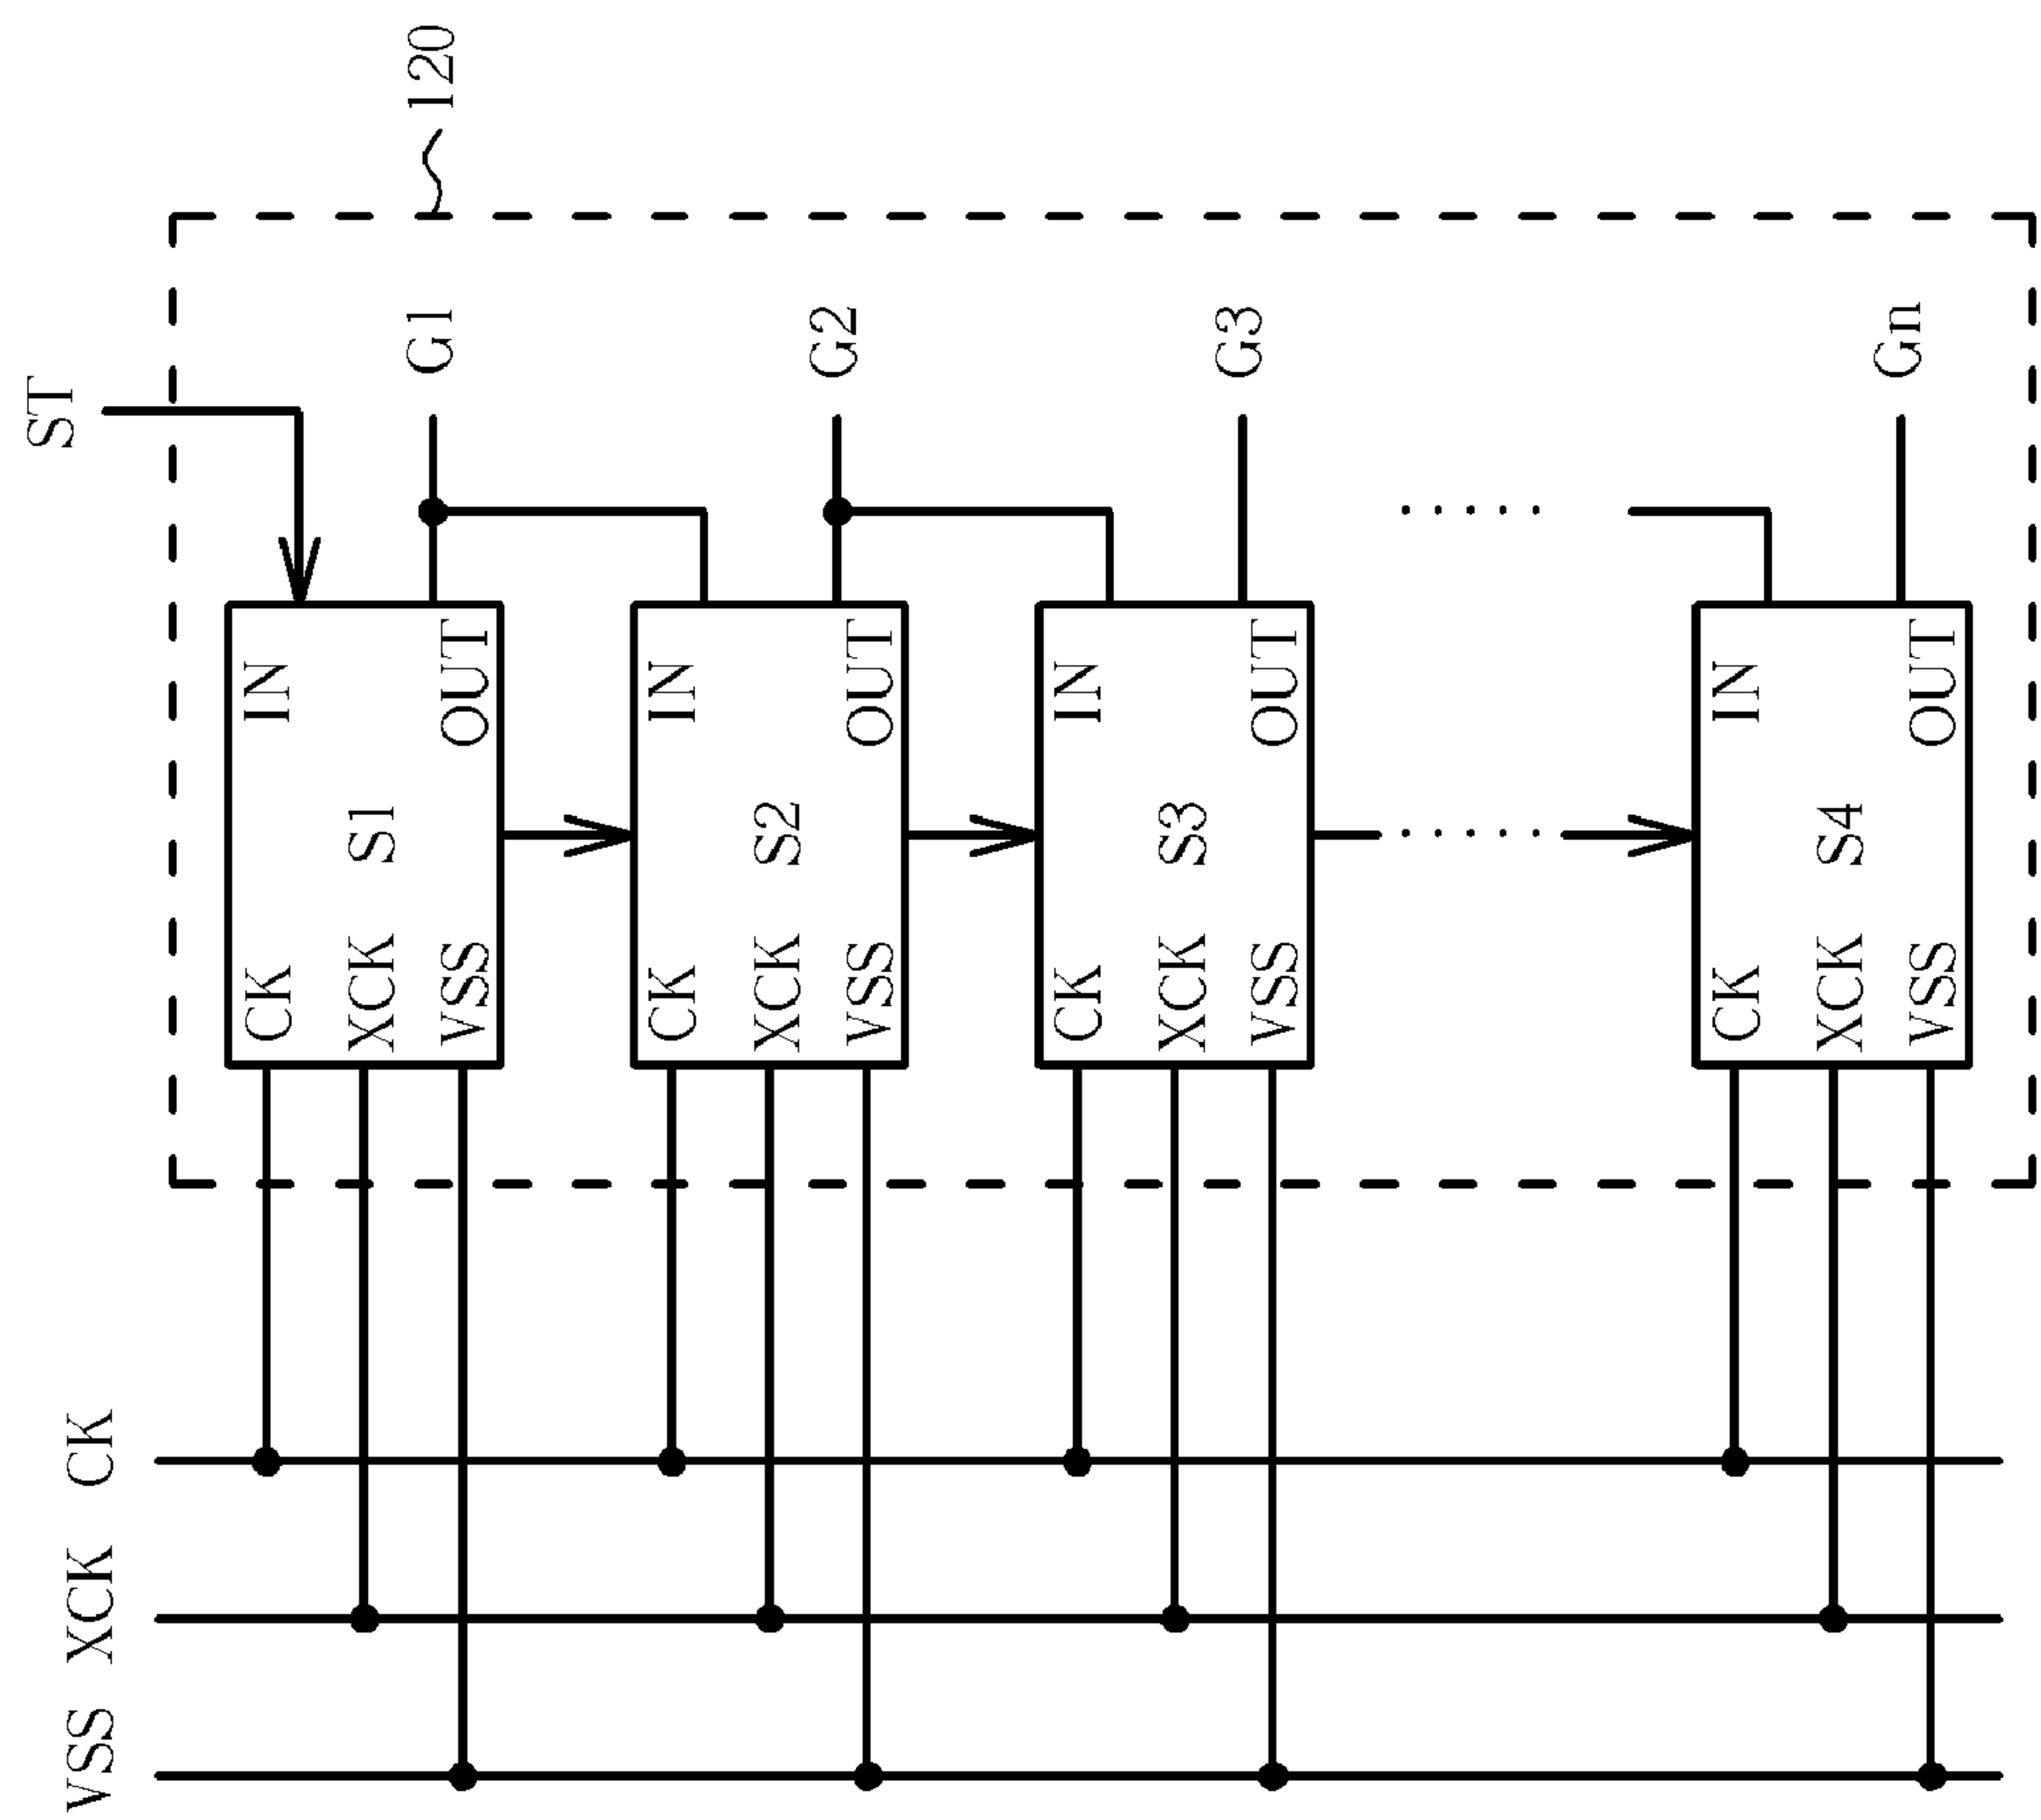 VSS XCK CK ST
CK IN
XCK S1
VSS OUT G1 120
CK IN
XCK S2
VSS OUT G2
CK IN
XCK S3
VSS OUT G3
CK IN
XCK S4
VSS OUT Gn